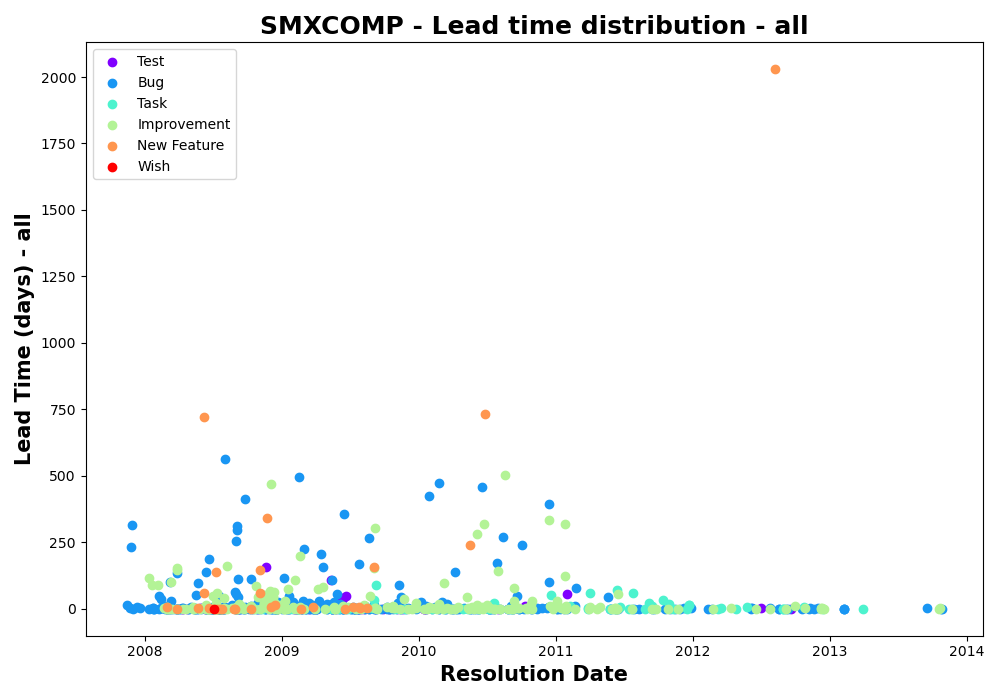 SMXCOMP - Lead time distribution - all
Test
Bug
Task
Improvement
New Feature
Wish
2000
1750
1500
1250
1000
750
500
250
0
Lead Time (days) - all
2008 2009 2010 2011 2012 2013 2014
Resolution Date